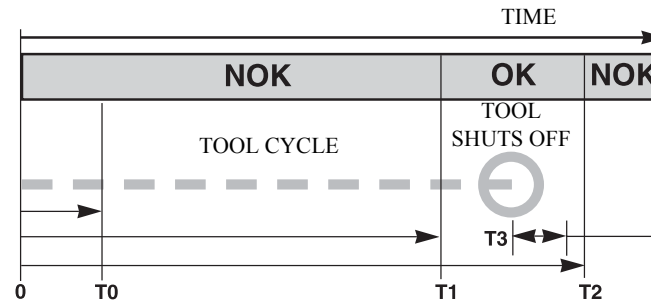 TIME
NOK OK NOK
TOOL
SHUTS OFF
TOOL CYCLE
T3
0 T0 T1 T2